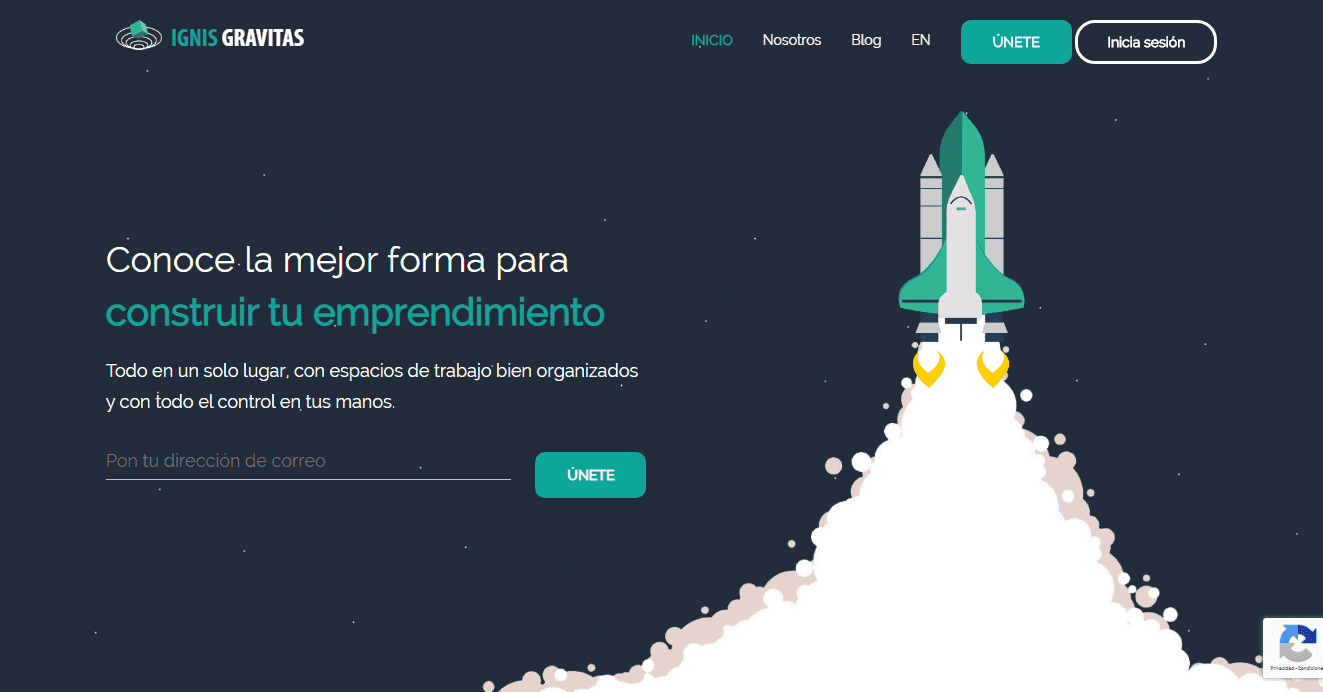 IGNIS GRAVITAS
INICIO
Nosotros
Blog
EN
ÚNETE
Inicia sesión
Conoce la mejor forma para
construir tu emprendimiento
Todo en un solo lugar, con espacios de trabajo bien organizados
y con todo el control en tus manos.
Pon tu dirección de correo
ÚNETE
Privacidad - Condicione